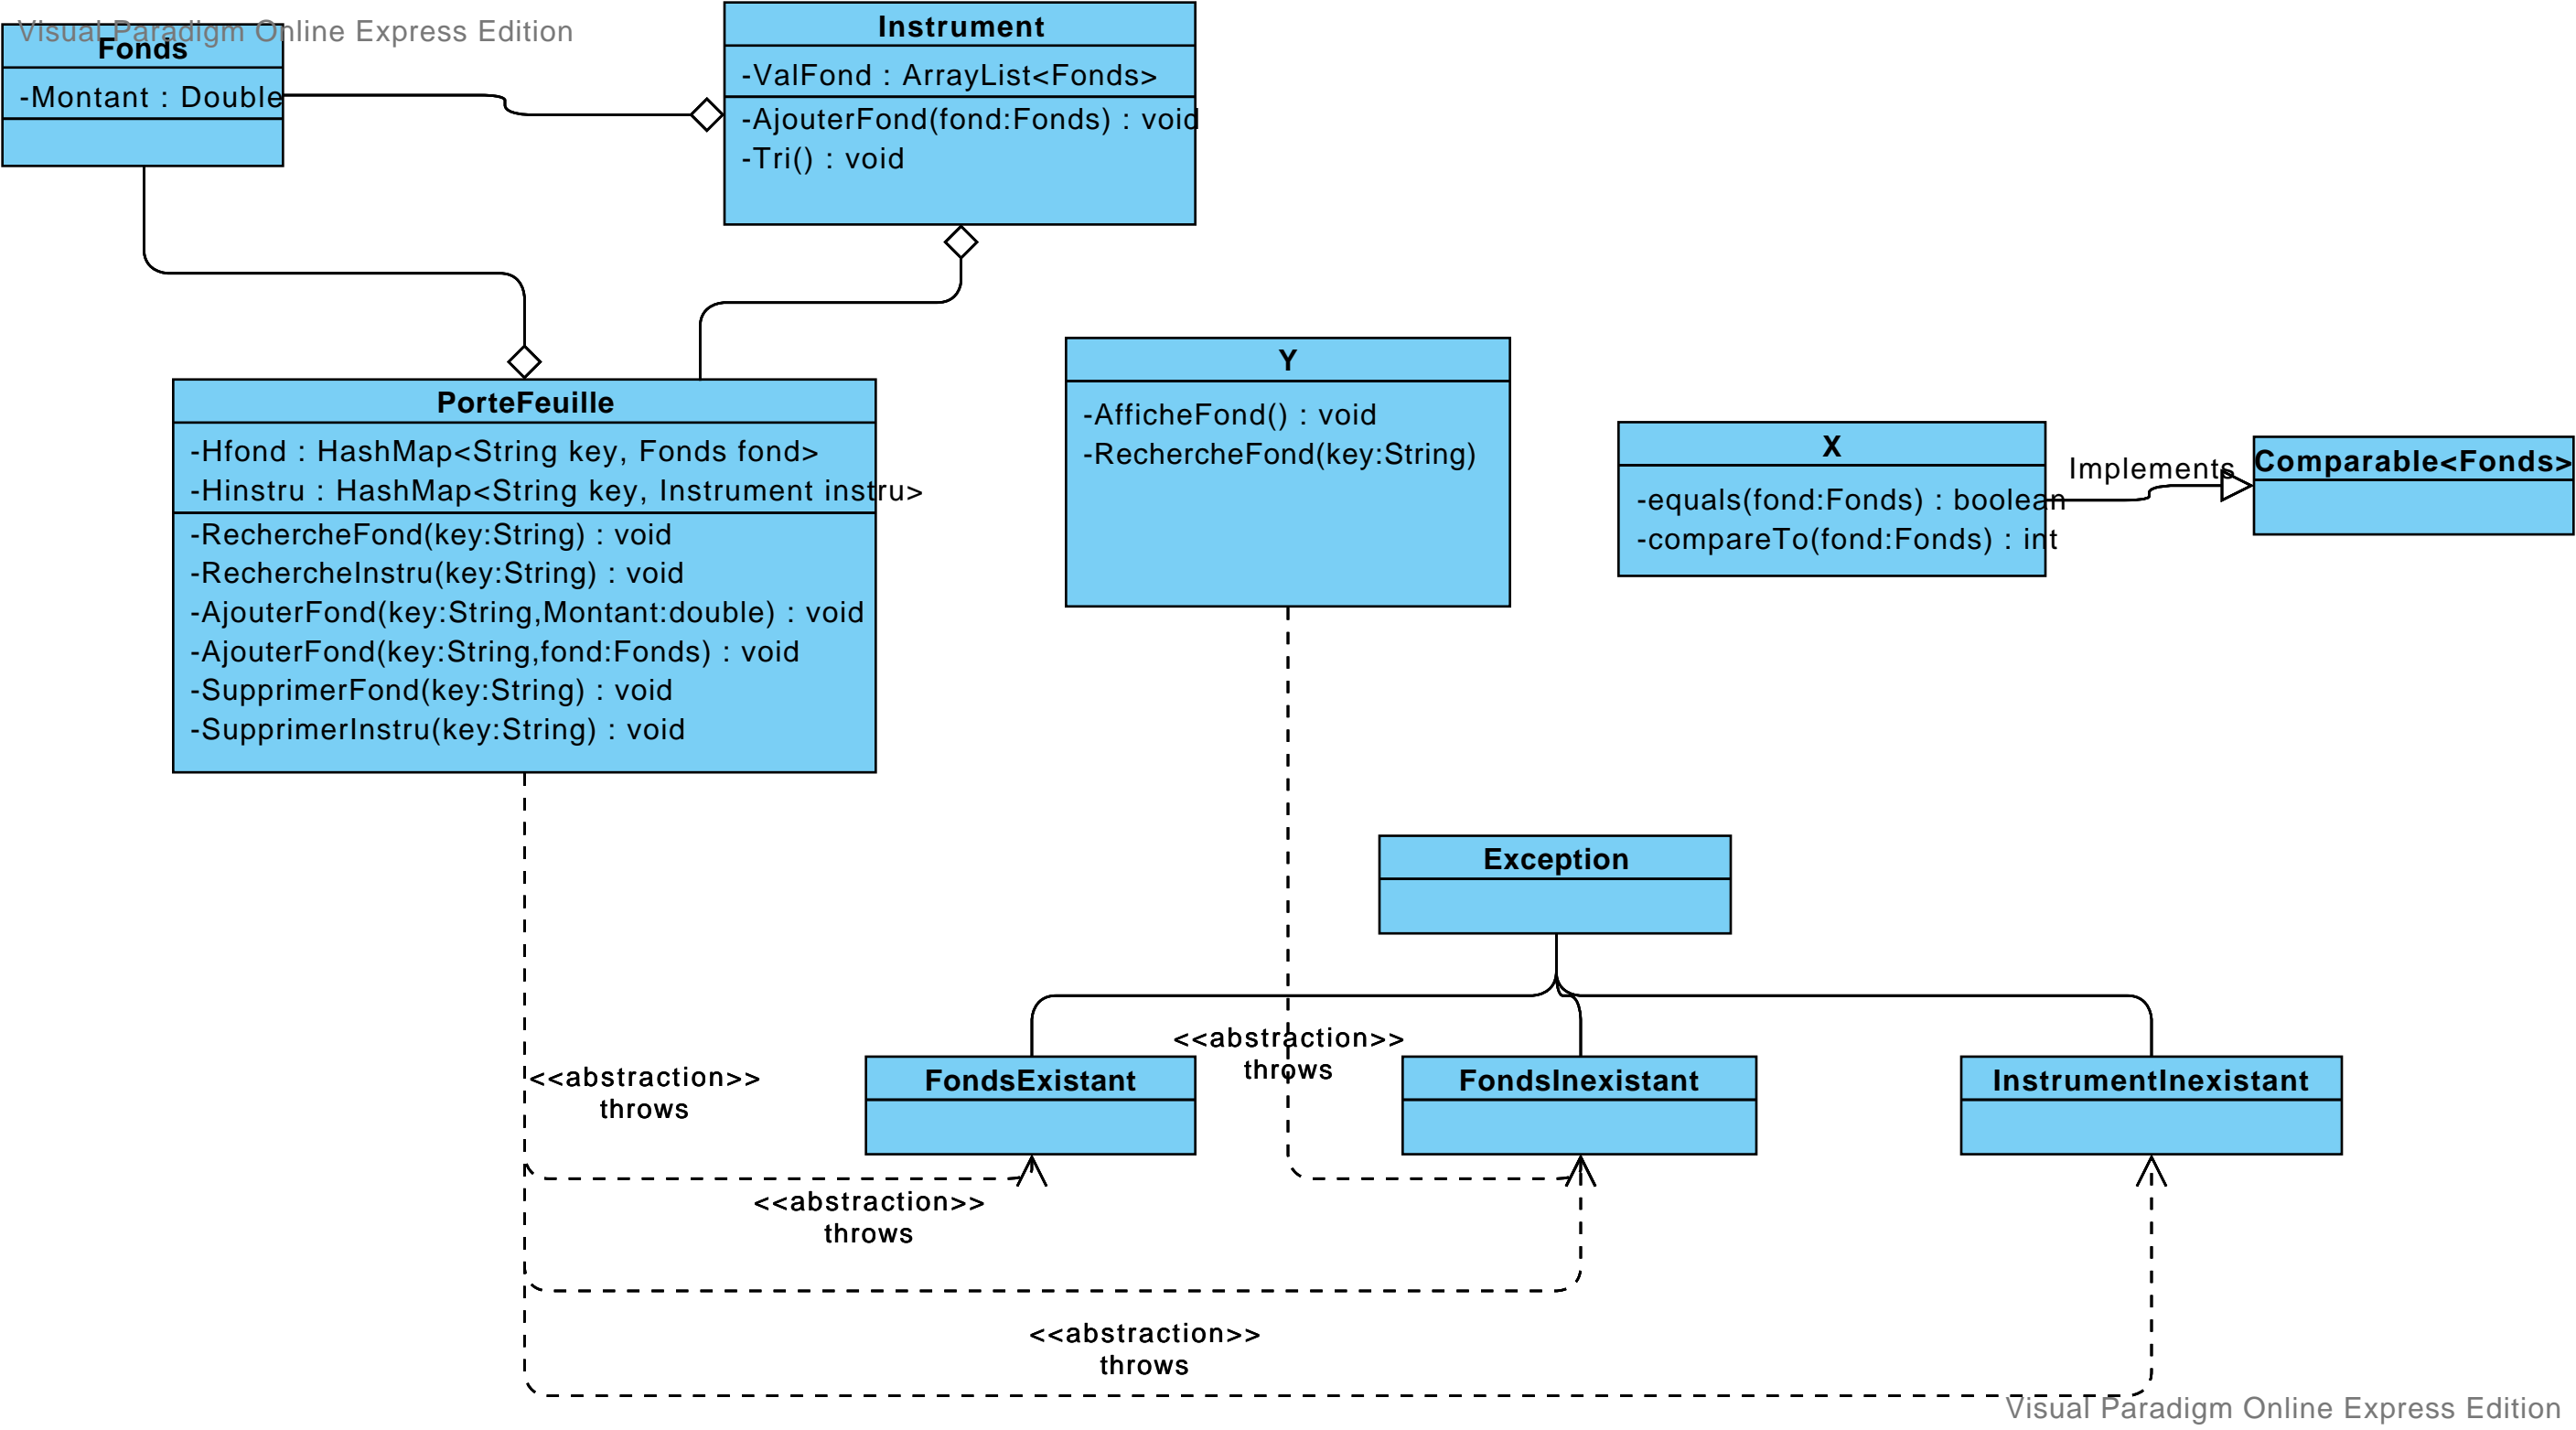 Visual Paradigm Online Express Edition
Fonds
-Montant : Double
Instrument
-ValFond : ArrayList<Fonds>
-AjouterFond(fond:Fonds) : void
-Tri() : void
PorteFeuille
-Hfond : HashMap<String key, Fonds fond>
-Hinstru : HashMap<String key, Instrument instru>
-RechercheFond(key:String) : void
-RechercheInstru(key:String) : void
-AjouterFond(key:String,Montant:double) : void
-AjouterFond(key:String,fond:Fonds) : void
-SupprimerFond(key:String) : void
-SupprimerInstru(key:String) : void
Y
-AfficheFond() : void
-RechercheFond(key:String)
X
-equals(fond:Fonds) : boolean
-compareTo(fond:Fonds) : int
Implements
Comparable<Fonds>
Exception
<<abstraction>>
throws
<<abstraction>>
throws
FondsExistant
FondsInexistant
InstrumentInexistant
<<abstraction>>
throws
<<abstraction>>
throws
Visual Paradigm Online Express Edition